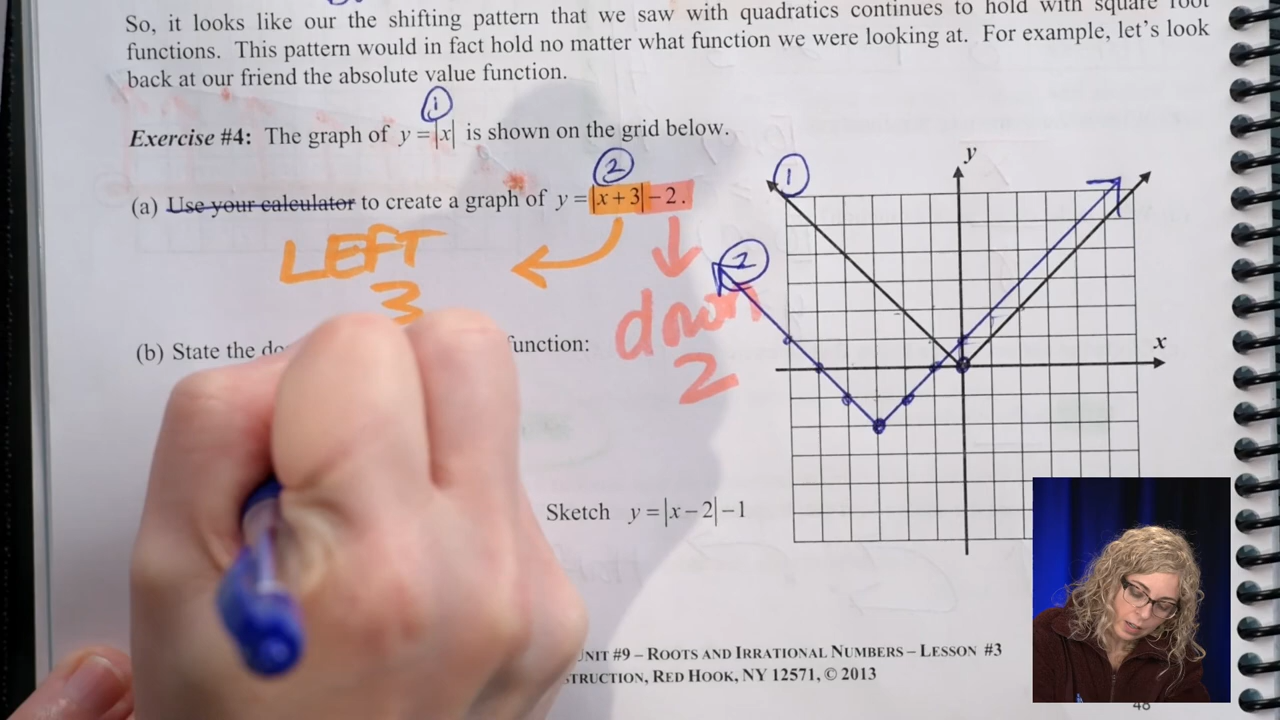 So, it looks like our the shifting pattern that we saw with quadratics continues to hold with square root
functions. This pattern would in fact hold no matter what function we were looking at. For example, let's look
back at our friend the absolute value function.
1
Exercise #4: The graph of y = |x| is shown on the grid below.
2
(a) Use your calculator to create a graph of y = |x + 3| − 2.
LEFT
3
down
2
(b) State the function:
Sketch y = |x − 2| − 1
y
x
1
2
UNIT #9 – ROOTS AND IRRATIONAL NUMBERS – LESSON #3
RED HOOK, NY 12571, © 2013